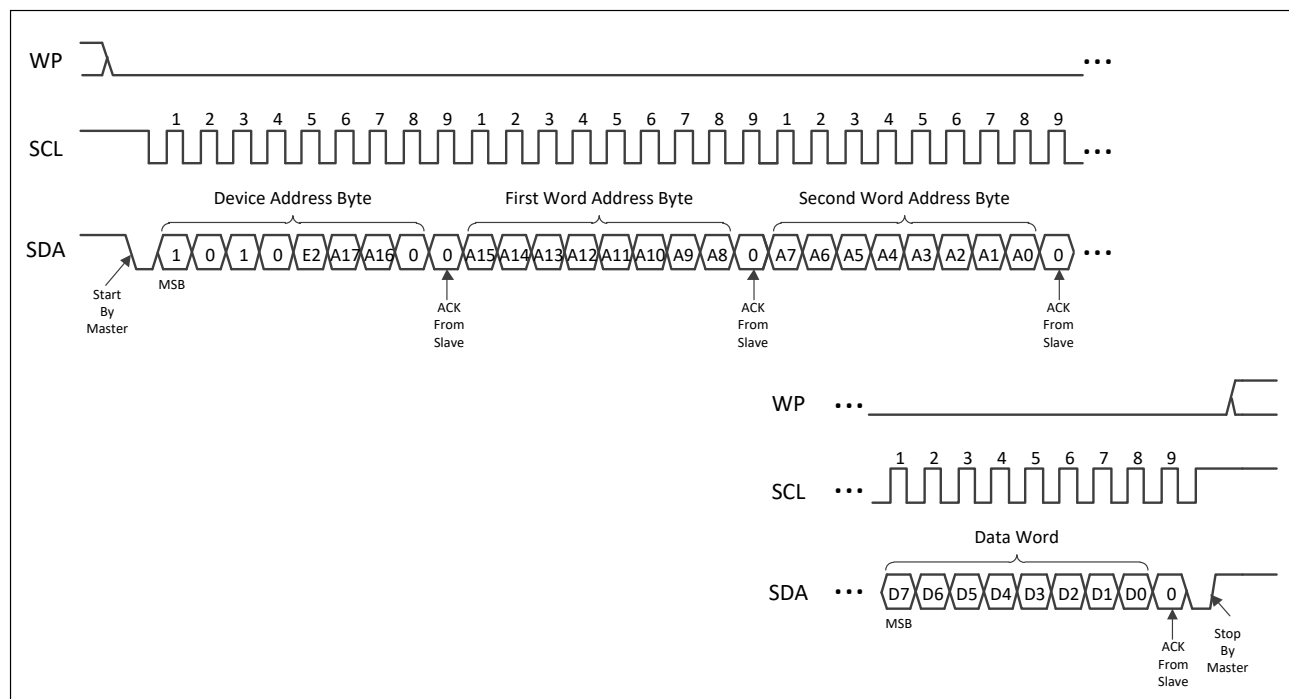 WP ...
1 2 3 4 5 6 7 8 9 1 2 3 4 5 6 7 8 9 1 2 3 4 5 6 7 8 9
SCL ...
Device Address Byte First Word Address Byte Second Word Address Byte
SDA 1 0 1 0 E2 A17 A16 0 0 A15 A14 A13 A12 A11 A10 A9 A8 0 A7 A6 A5 A4 A3 A2 A1 A0 0 ...
MSB
Start
By
Master
ACK
From
Slave
ACK
From
Slave
ACK
From
Slave
WP ...
1 2 3 4 5 6 7 8 9
SCL ...
Data Word
SDA ... D7 D6 D5 D4 D3 D2 D1 D0 0
MSB
ACK
From
Slave
Stop
By
Master